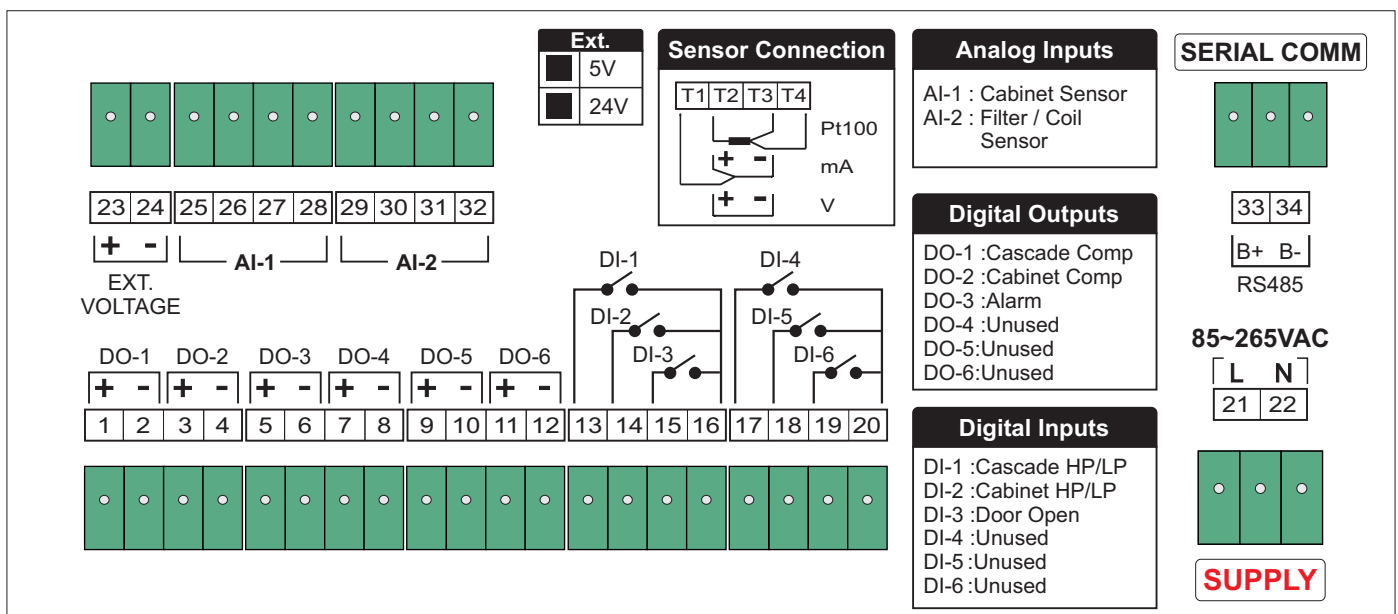 Ext.
5V
24V
Sensor Connection
T1 T2 T3 T4
Pt100
+ -
mA
+ -
V
Analog Inputs
AI-1 : Cabinet Sensor
AI-2 : Filter / Coil
Sensor
SERIAL COMM
23 24 25 26 27 28 29 30 31 32
+ -
EXT.
VOLTAGE
AI-1
AI-2
33 34
B+ B-
RS485
Digital Outputs
DO-1 :Cascade Comp
DO-2 :Cabinet Comp
DO-3 :Alarm
DO-4 :Unused
DO-5:Unused
DO-6:Unused
DI-1
DI-2
DI-3
DI-4
DI-5
DI-6
DO-1 DO-2 DO-3 DO-4 DO-5 DO-6
+ - + - + - + - + - + -
1 2 3 4 5 6 7 8 9 10 11 12 13 14 15 16 17 18 19 20
85~265VAC
L N
21 22
Digital Inputs
DI-1 :Cascade HP/LP
DI-2 :Cabinet HP/LP
DI-3 :Door Open
DI-4 :Unused
DI-5 :Unused
DI-6 :Unused
SUPPLY